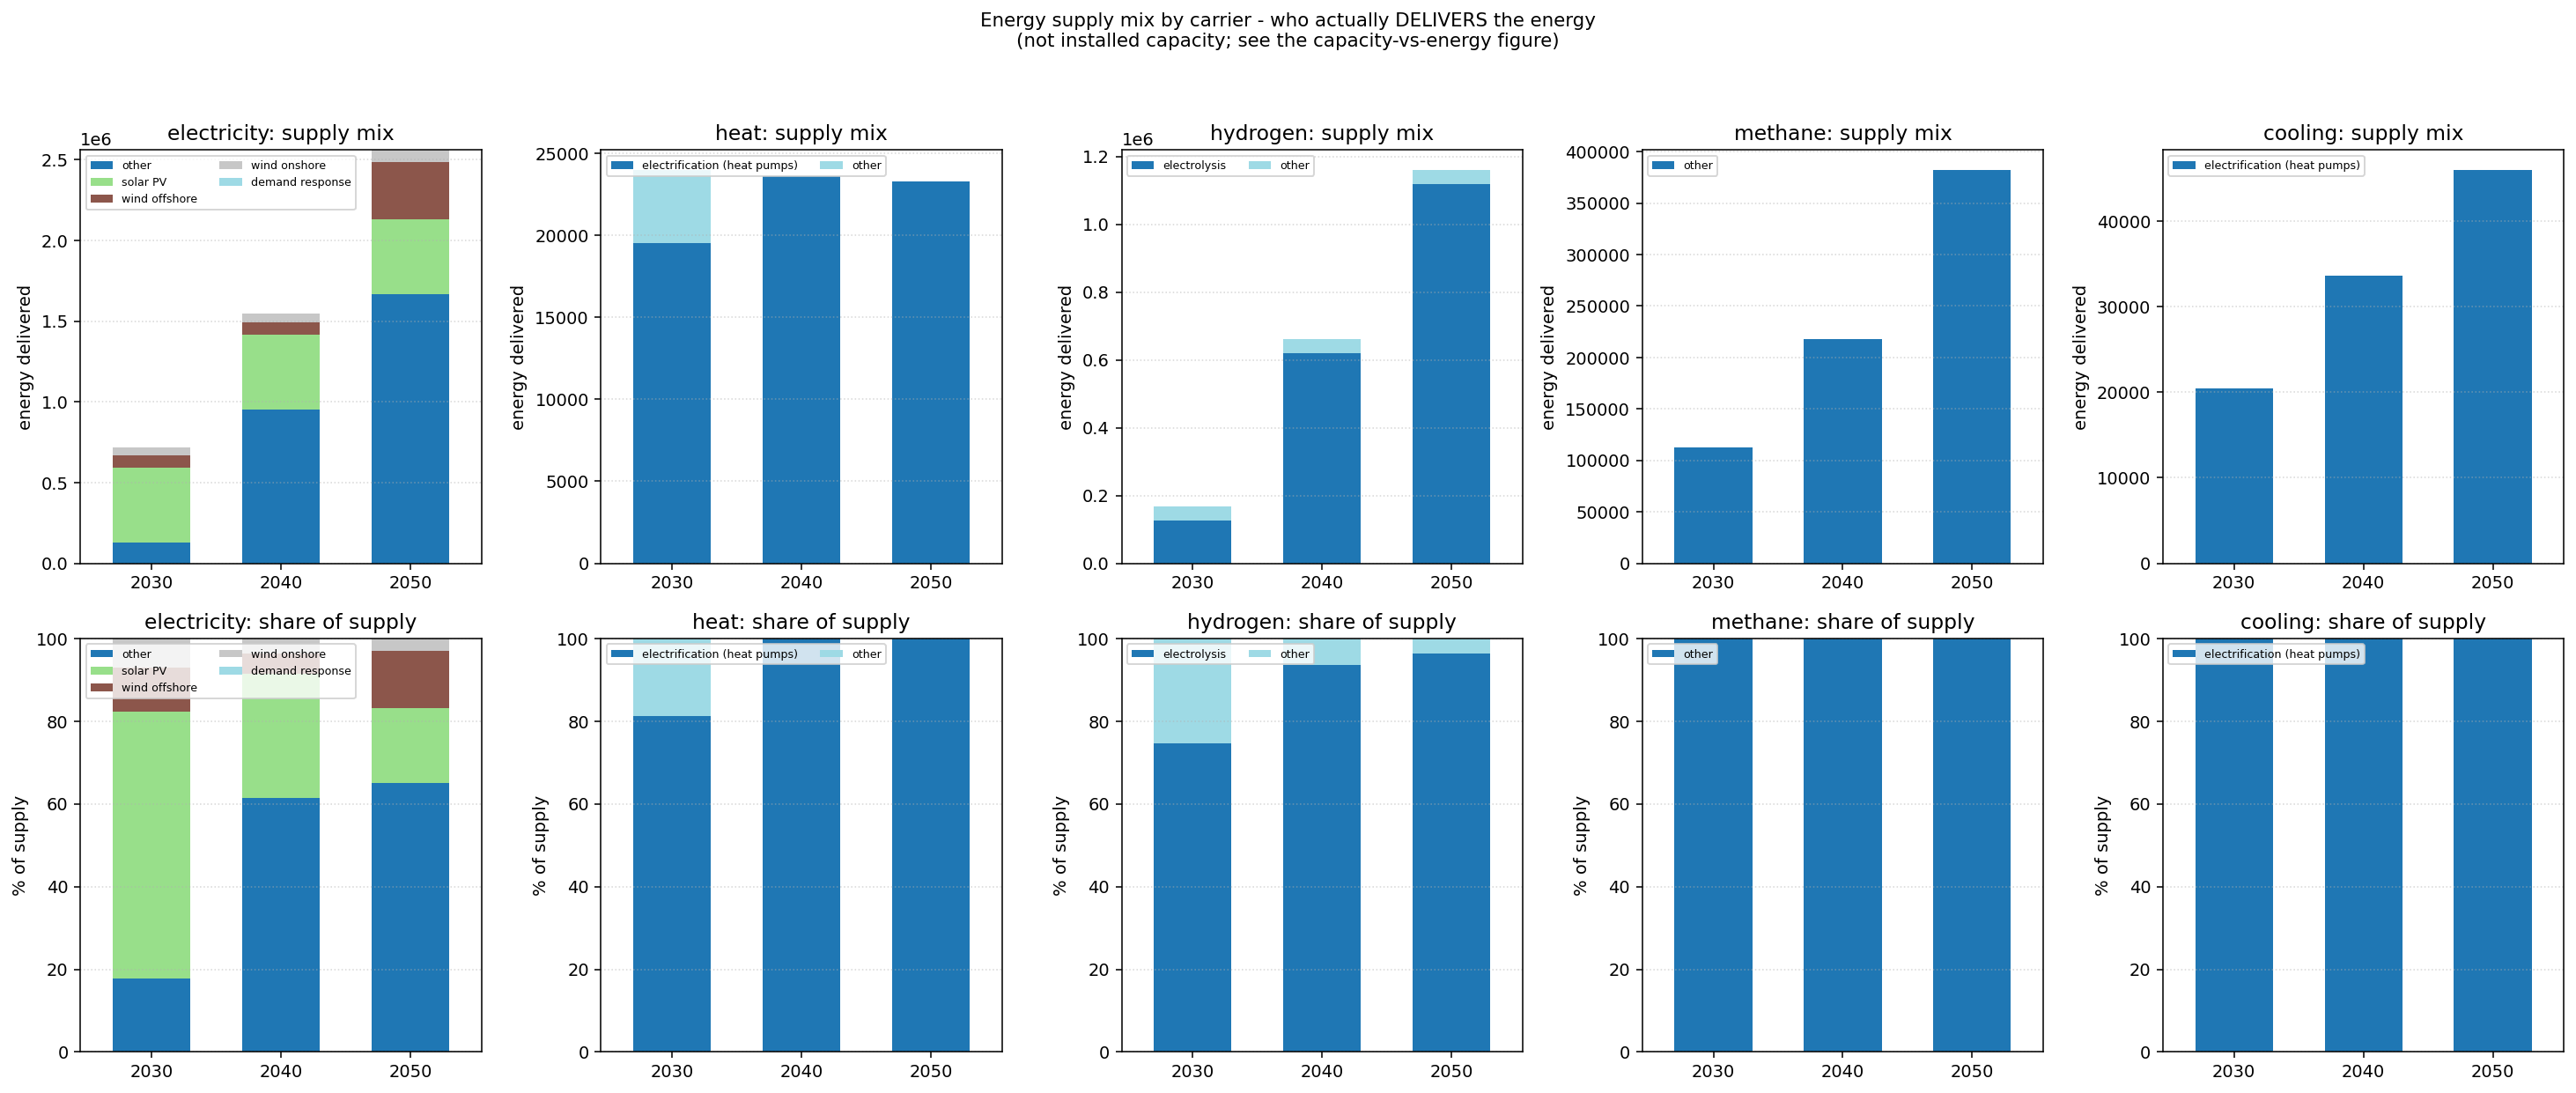 Energy supply mix by carrier - who actually DELIVERS the energy
(not installed capacity; see the capacity-vs-energy figure)
electricity: supply mix
1e6
other
solar PV
wind offshore
wind onshore
demand response
energy delivered
2.5
2.0
1.5
1.0
0.5
0.0
2030 2040 2050
heat: supply mix
electrification (heat pumps) other
energy delivered
25000
20000
15000
10000
5000
0
2030 2040 2050
hydrogen: supply mix
1e6
electrolysis other
energy delivered
1.2
1.0
0.8
0.6
0.4
0.2
0.0
2030 2040 2050
methane: supply mix
other
energy delivered
400000
350000
300000
250000
200000
150000
100000
50000
0
2030 2040 2050
cooling: supply mix
electrification (heat pumps)
energy delivered
40000
30000
20000
10000
0
2030 2040 2050
electricity: share of supply
other
solar PV
wind offshore
wind onshore
demand response
% of supply
100
80
60
40
20
0
2030 2040 2050
heat: share of supply
electrification (heat pumps) other
% of supply
100
80
60
40
20
0
2030 2040 2050
hydrogen: share of supply
electrolysis other
% of supply
100
80
60
40
20
0
2030 2040 2050
methane: share of supply
other
% of supply
100
80
60
40
20
0
2030 2040 2050
cooling: share of supply
electrification (heat pumps)
% of supply
100
80
60
40
20
0
2030 2040 2050